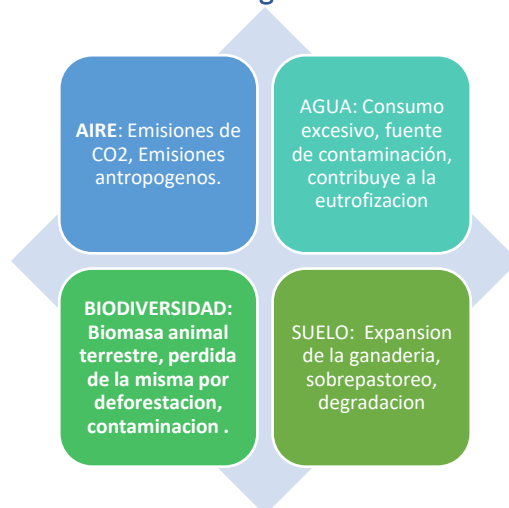 AIRE: Emisiones de
CO2, Emisiones
antropogenos.
AGUA: Consumo
excesivo, fuente
de contaminación,
contribuye a la
eutrofizacion
BIODIVERSIDAD:
Biomasa animal
terrestre, perdida
de la misma por
deforestacion,
contaminacion .
SUELO: Expansion
de la ganaderia,
sobrepastoreo,
degradacion